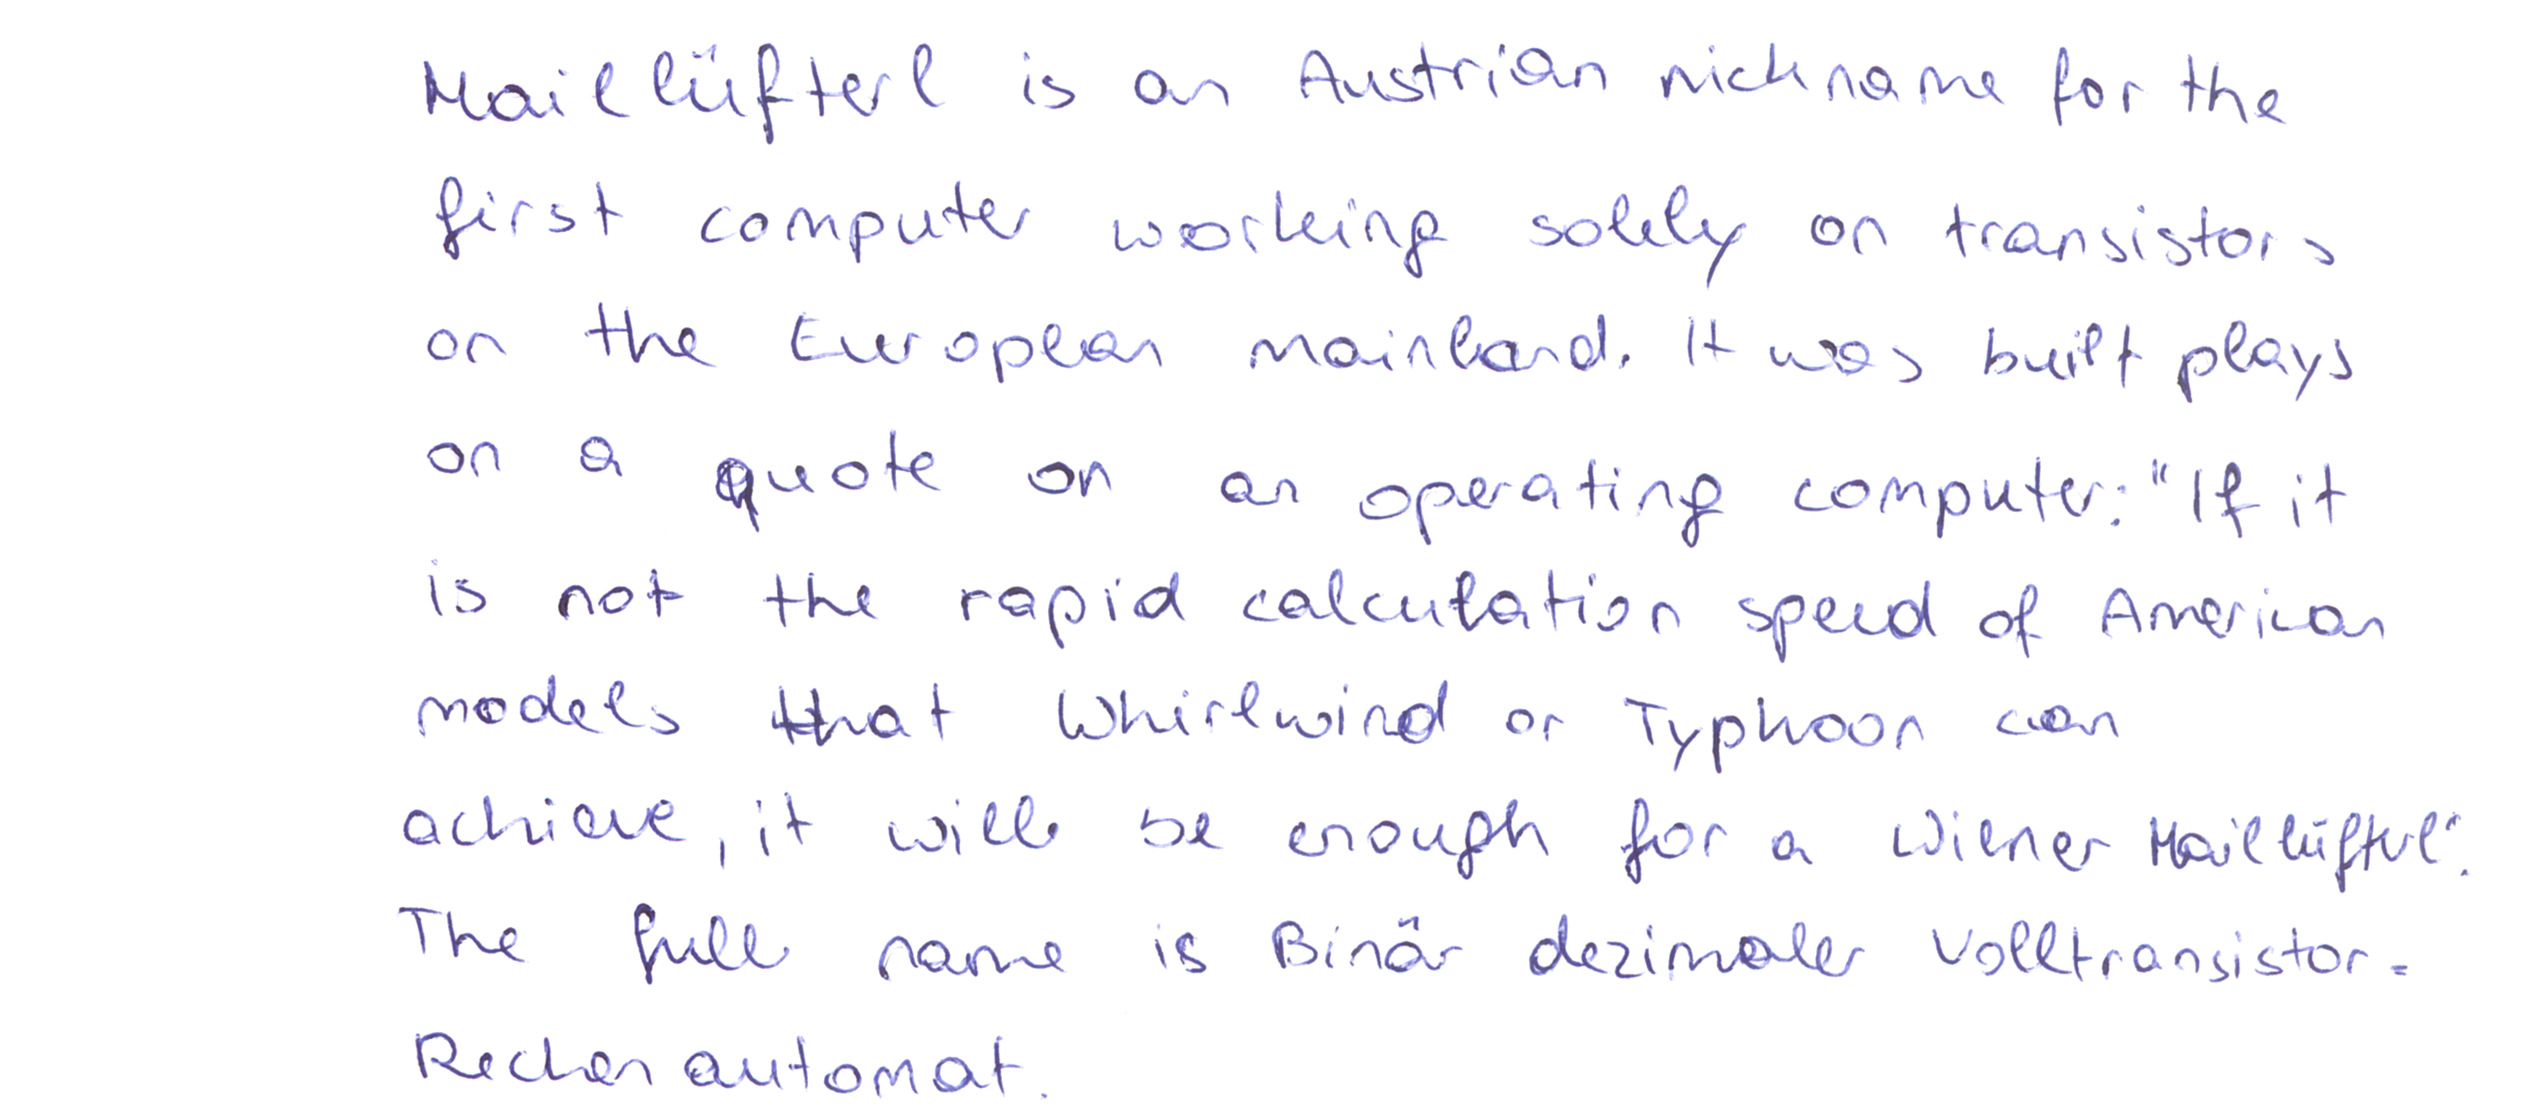 Mailüfterl is an Austrian nickname for the
first computer working solely on transistors
on the European mainland. It was built plays
on a quote on an operating computer: "If it
is not the rapid calculation speed of American
models that Whirlwind or Typhoon can
achieve, it will be enough for a Wiener Mailüfterl".
The full name is Binär dezimaler Volltransistor-
Rechenautomat.